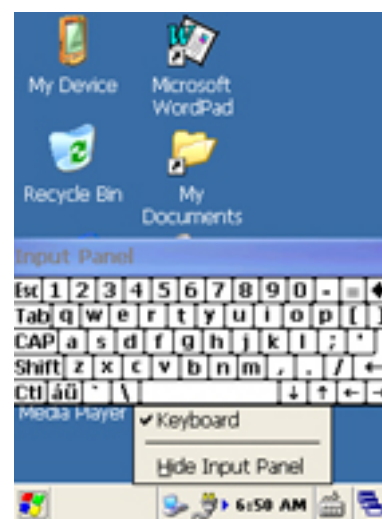 My Device
Microsoft WordPad
Recycle Bin
My Documents
Input Panel
Esc 1 2 3 4 5 6 7 8 9 0 - =
Tab q w e r t y u i o p [ ]
CAP a s d f g h j k l ; '
Shift z x c v b n m , . / ←
Ctl áü ` \ ↓ ↑ ← →
Media Player
✓Keyboard
Hide Input Panel
6:50 AM